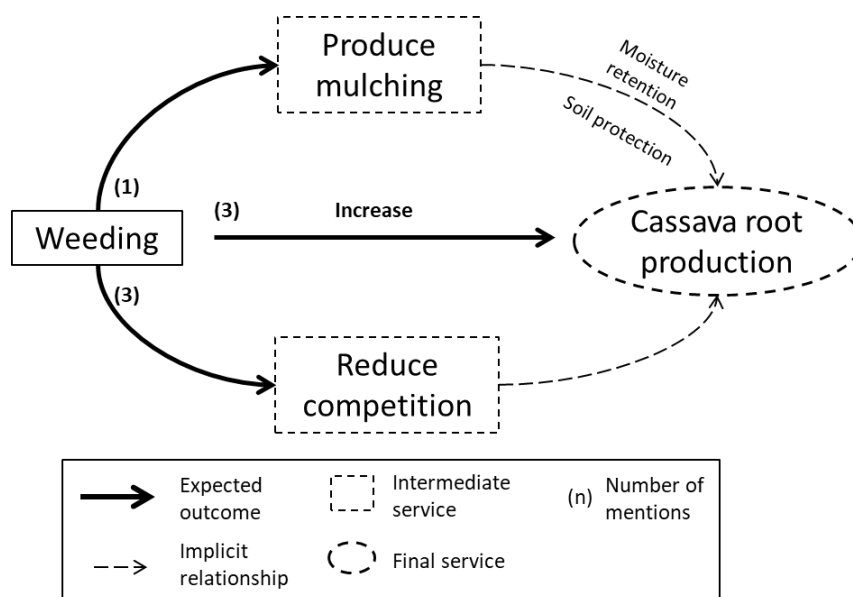 Produce
mulching
Moisture
retention
Soil protection
(1)
Weeding
(3)
Increase
Cassava root
production
(3)
Reduce
competition
Expected
outcome
Intermediate
service
(n)
Number of
mentions
Implicit
relationship
Final service